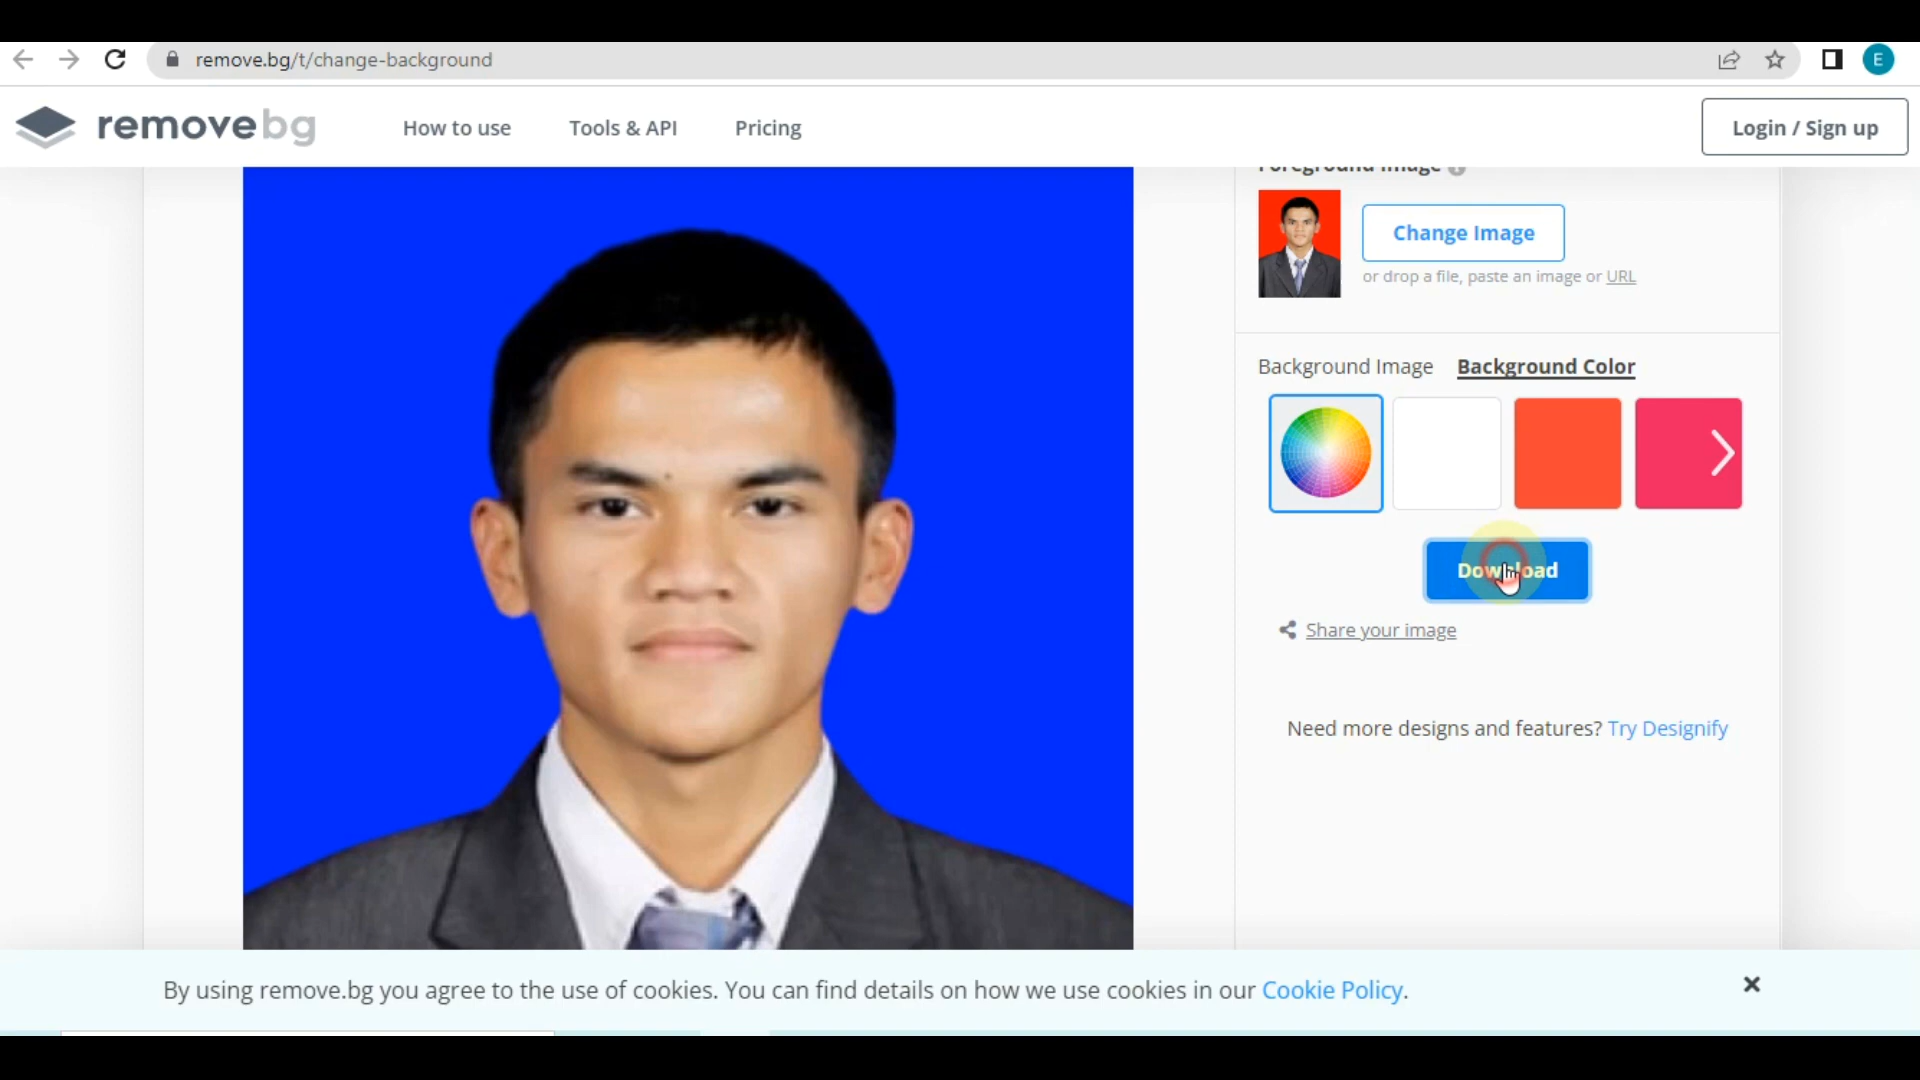 remove.bg/t/change-background
E
removebg
How to use
Tools & API
Pricing
Login / Sign up
Foreground Image
Change Image
or drop a file, paste an image or URL
Background Image
Background Color
Download
Share your image
Need more designs and features? Try Designify
By using remove.bg you agree to the use of cookies. You can find details on how we use cookies in our Cookie Policy.